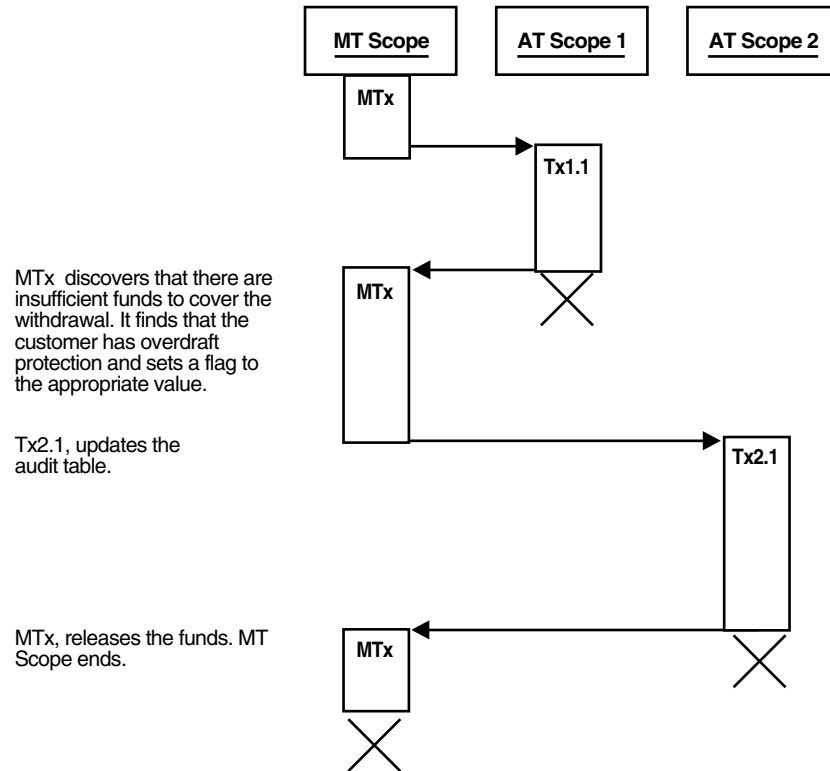 MT Scope AT Scope 1 AT Scope 2
MTx
Tx1.1
MTx discovers that there are
insufficient funds to cover the
withdrawal. It finds that the
customer has overdraft
protection and sets a flag to
the appropriate value.
MTx
Tx2.1, updates the
audit table.
Tx2.1
MTx, releases the funds. MT
Scope ends.
MTx